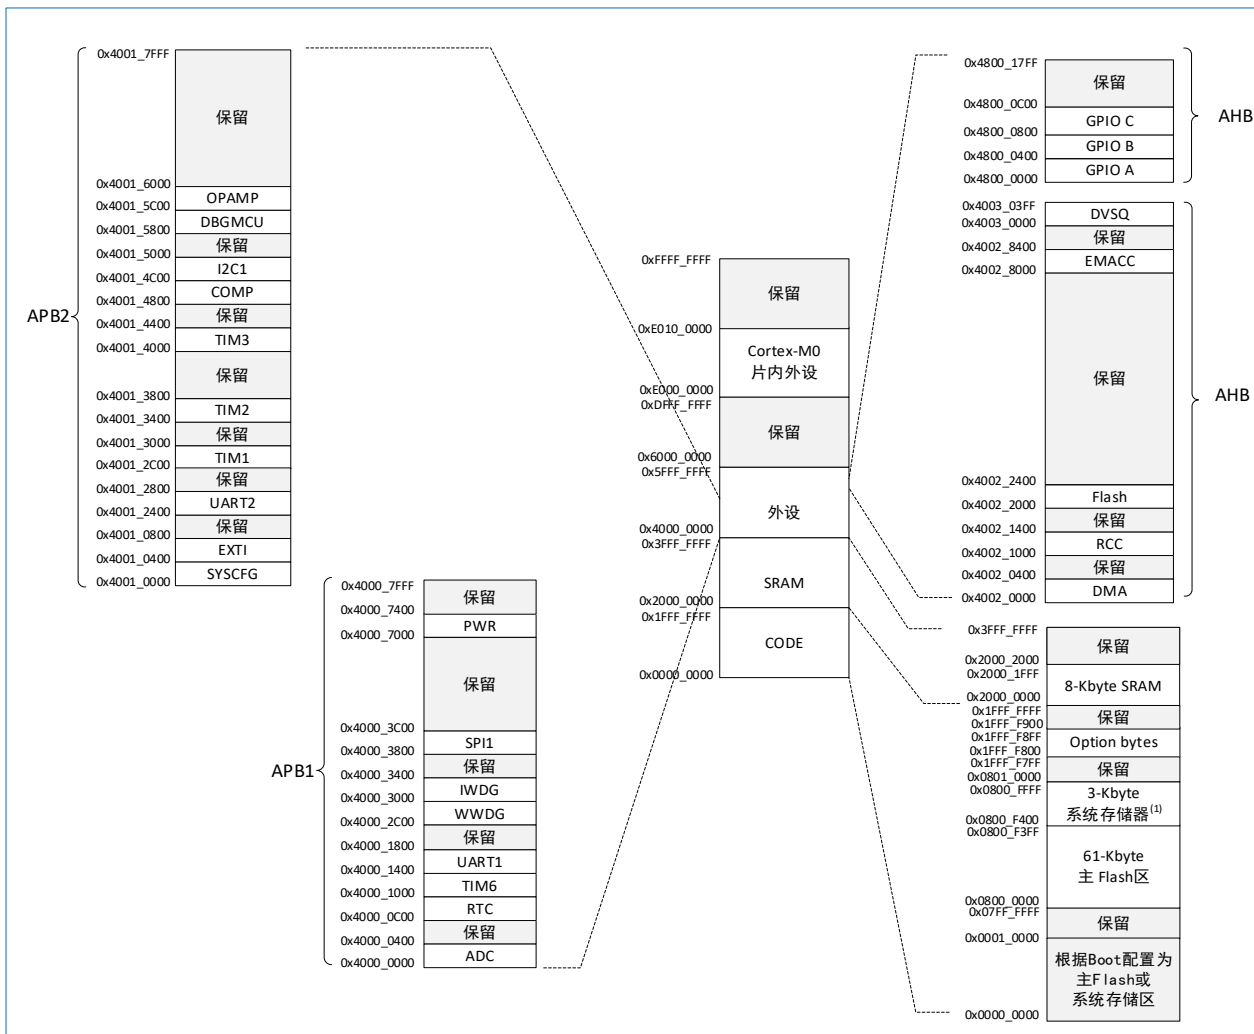 0x4001_7FFF
保留
0x4001_6000
OPAMP
0x4001_5C00
DBGMCU
0x4001_5800
保留
0x4001_5000
I2C1
0x4001_4C00
COMP
0x4001_4800
保留
0x4001_4400
TIM3
0x4001_4000
保留
0x4001_3800
TIM2
0x4001_3400
保留
0x4001_3000
TIM1
0x4001_2C00
保留
0x4001_2800
UART2
0x4001_2400
保留
0x4001_0800
EXTI
0x4001_0400
SYSCFG
0x4001_0000
APB2
0x4000_7FFF
保留
0x4000_7400
PWR
0x4000_7000
保留
0x4000_3C00
SPI1
0x4000_3800
保留
0x4000_3400
IWDG
0x4000_3000
WWDG
0x4000_2C00
保留
0x4000_1800
UART1
0x4000_1400
TIM6
0x4000_1000
RTC
0x4000_0C00
保留
0x4000_0400
ADC
0x4000_0000
APB1
0xFFFF_FFFF
保留
0xE010_0000
Cortex-M0
片内外设
0xE000_0000
0xDFFF_FFFF
保留
0x6000_0000
0x5FFF_FFFF
外设
0x4000_0000
0x3FFF_FFFF
SRAM
0x2000_0000
0x1FFF_FFFF
CODE
0x0000_0000
0x4800_17FF
保留
0x4800_0C00
GPIO C
0x4800_0800
GPIO B
0x4800_0400
GPIO A
0x4800_0000
AHB
0x4003_03FF
DVSQ
0x4003_0000
保留
0x4002_8400
EMACC
0x4002_8000
保留
0x4002_2400
Flash
0x4002_2000
保留
0x4002_1400
RCC
0x4002_1000
保留
0x4002_0400
DMA
0x4002_0000
AHB
0x3FFF_FFFF
保留
0x2000_2000
0x2000_1FFF
8-Kbyte SRAM
0x2000_0000
0x1FFF_FFFF
保留
0x1FFF_F900
0x1FFF_F8FF
Option bytes
0x1FFF_F800
0x1FFF_F7FF
保留
0x0801_0000
0x0800_FFFF
3-Kbyte
系统存储器(1)
0x0800_F400
0x0800_F3FF
61-Kbyte
主 Flash区
0x0800_0000
0x07FF_FFFF
保留
0x0001_0000
根据Boot配置为
主Flash或
系统存储区
0x0000_0000